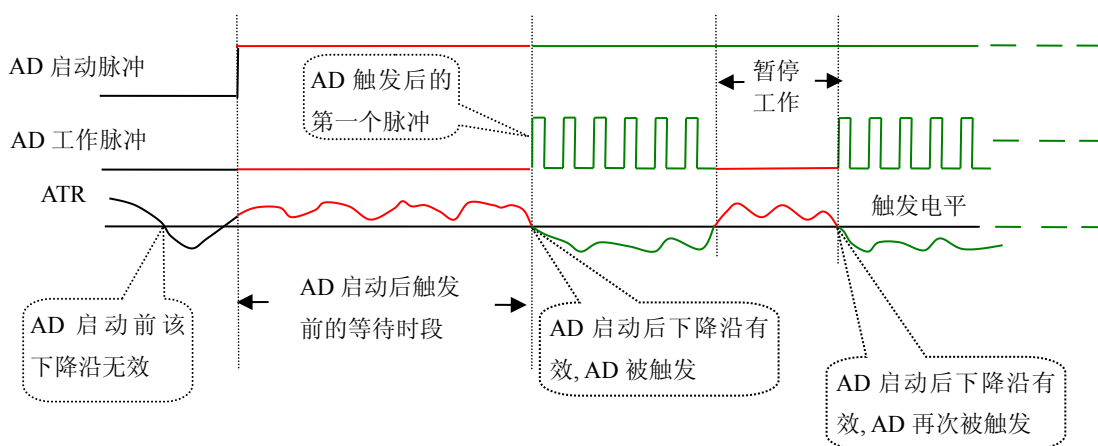 AD 启动脉冲
AD 触发后的
第一个脉冲
暂停
工作
AD 工作脉冲
ATR
触发电平
AD 启动后触发
前的等待时段
AD 启动前该
下降沿无效
AD 启动后下降沿有
效, AD 被触发
AD 启动后下降沿有
效, AD 再次被触发